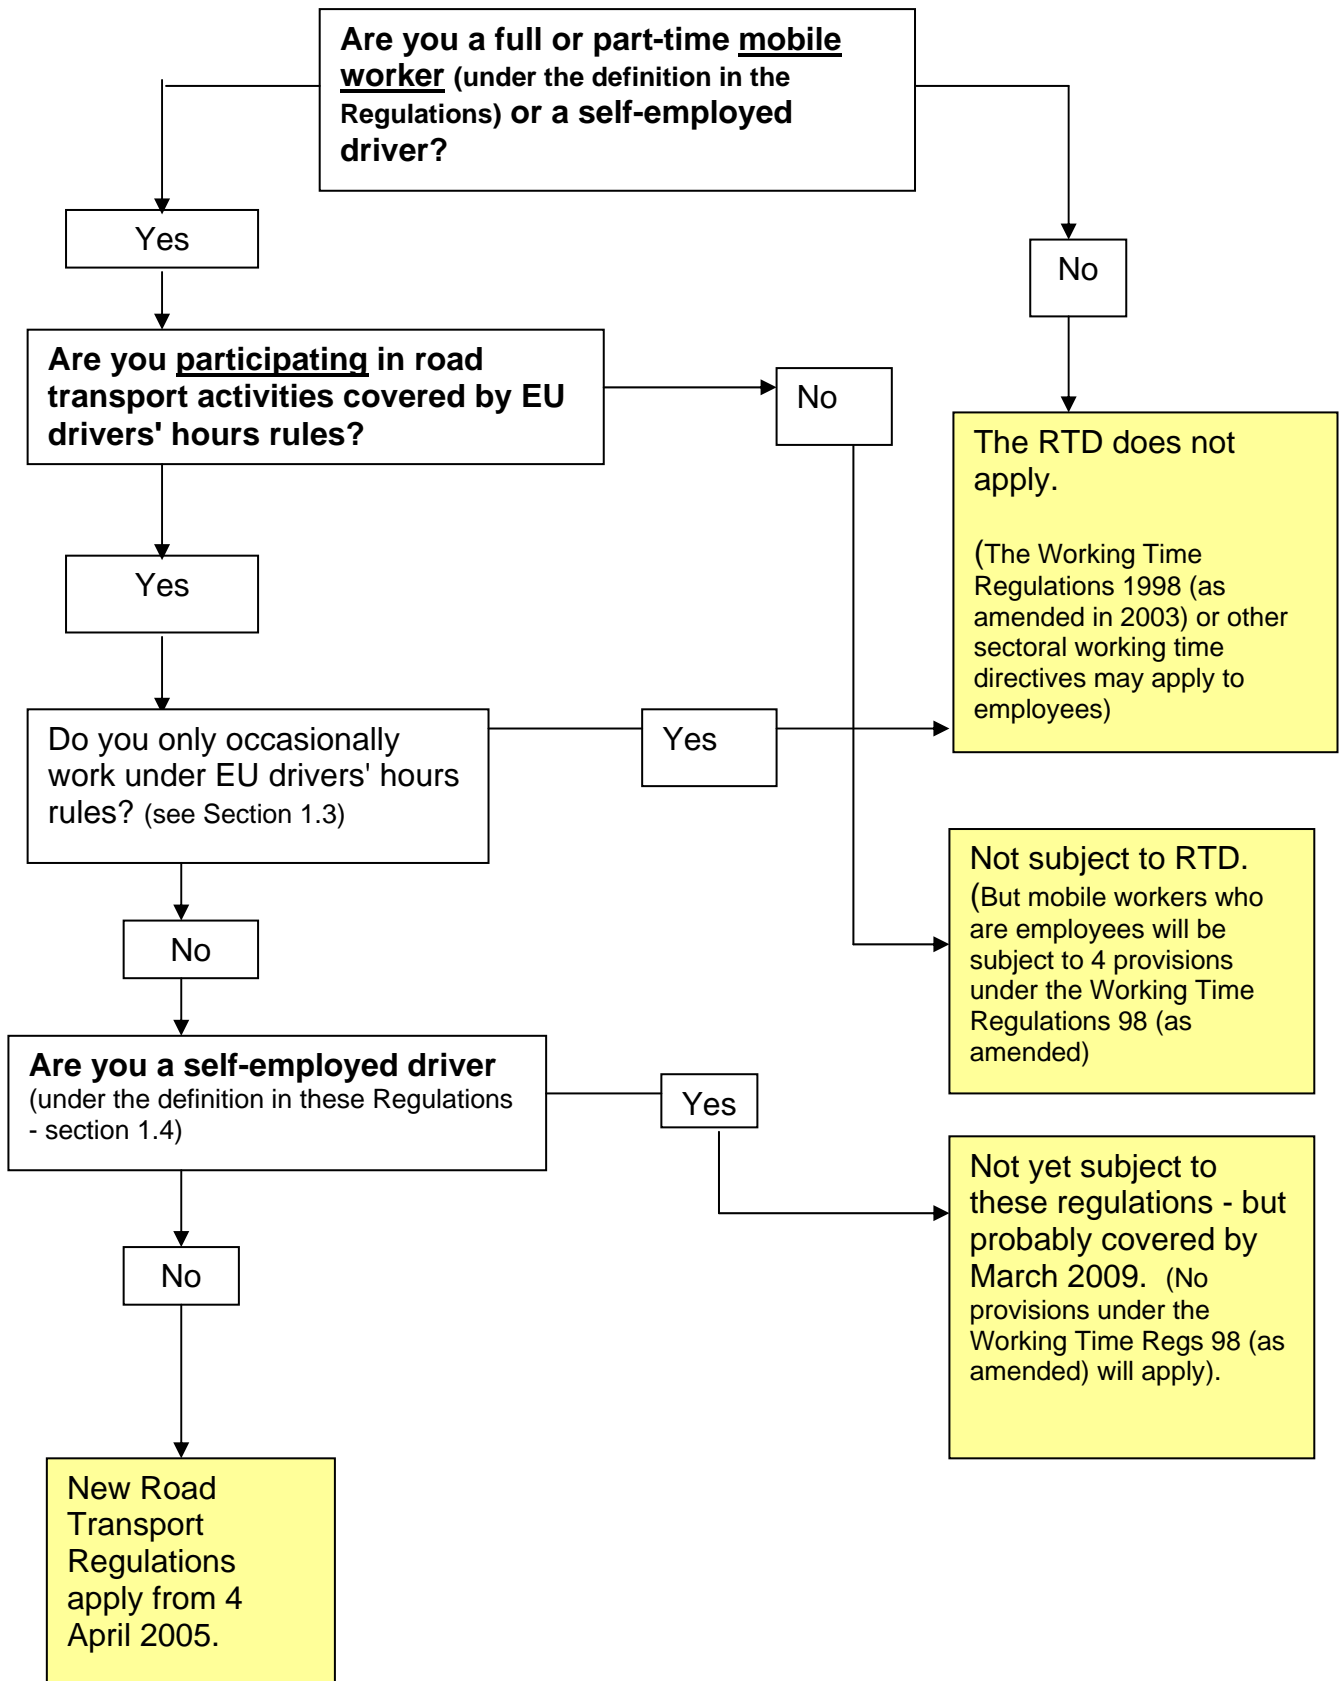 Are you a full or part-time mobile
worker (under the definition in the
Regulations) or a self-employed
driver?
Yes
No
Are you participating in road
transport activities covered by EU
drivers' hours rules?
No
The RTD does not
apply.
(The Working Time
Regulations 1998 (as
amended in 2003) or other
sectoral working time
directives may apply to
employees)
Yes
Do you only occasionally
work under EU drivers' hours
rules? (see Section 1.3)
Yes
Not subject to RTD.
(But mobile workers who
are employees will be
subject to 4 provisions
under the Working Time
Regulations 98 (as
amended)
No
Are you a self-employed driver
(under the definition in these Regulations
- section 1.4)
Yes
Not yet subject to
these regulations - but
probably covered by
March 2009. (No
provisions under the
Working Time Regs 98 (as
amended) will apply).
No
New Road
Transport
Regulations
apply from 4
April 2005.